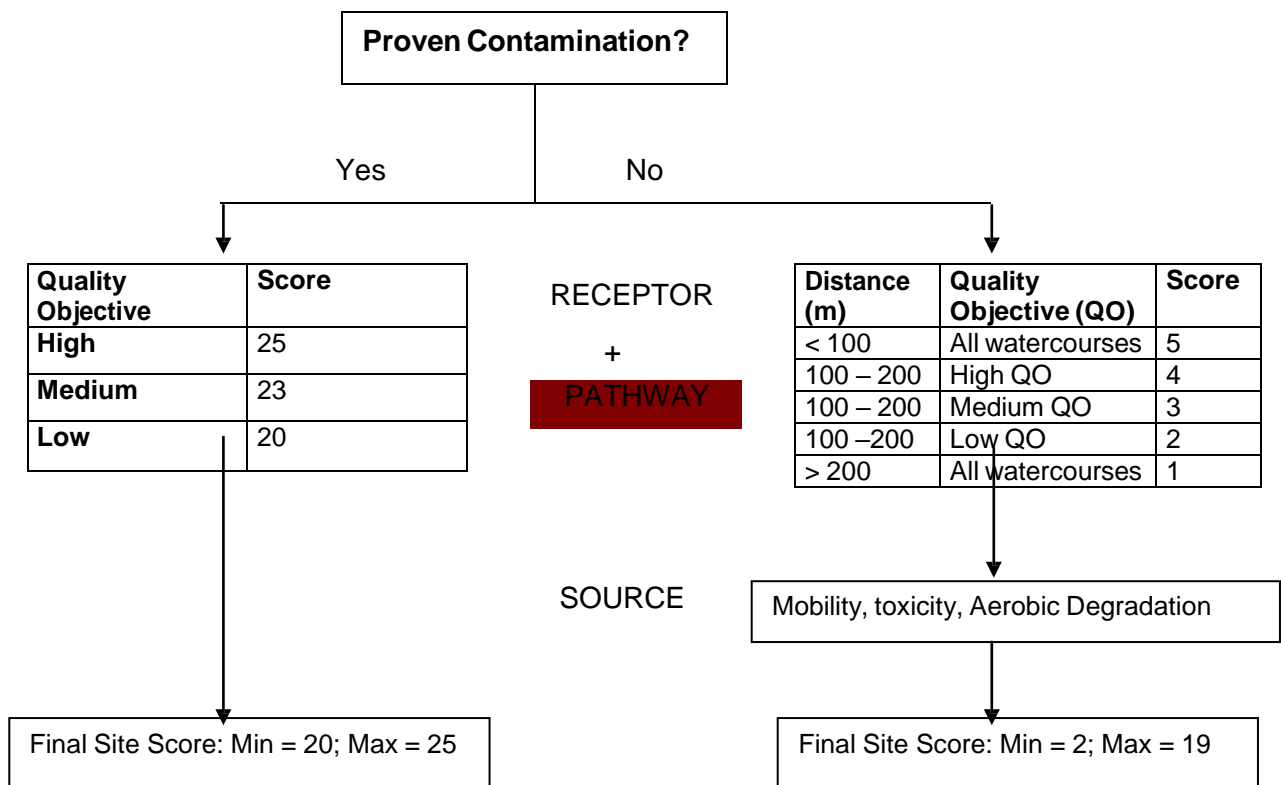 Proven Contamination?
Yes No
Quality Objective Score
High 25
Medium 23
Low 20
RECEPTOR
+
PATHWAY
Distance (m) Quality Objective (QO) Score
< 100 All watercourses 5
100 – 200 High QO 4
100 – 200 Medium QO 3
100 –200 Low QO 2
> 200 All watercourses 1
SOURCE
Mobility, toxicity, Aerobic Degradation
Final Site Score: Min = 20; Max = 25
Final Site Score: Min = 2; Max = 19